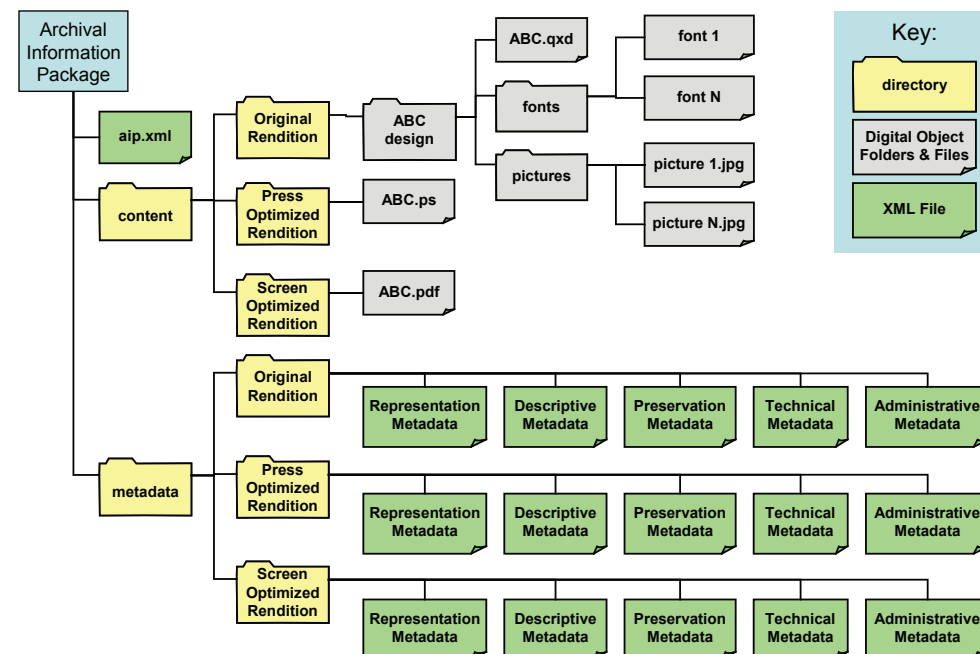 Archival
Information
Package
aip.xml
content
Original
Rendition
ABC
design
ABC.qxd
fonts
font 1
font N
pictures
picture 1.jpg
picture N.jpg
Press
Optimized
Rendition
ABC.ps
Screen
Optimized
Rendition
ABC.pdf
Key:
directory
Digital Object
Folders & Files
XML File
metadata
Original
Rendition
Representation
Metadata
Descriptive
Metadata
Preservation
Metadata
Technical
Metadata
Administrative
Metadata
Press
Optimized
Rendition
Representation
Metadata
Descriptive
Metadata
Preservation
Metadata
Technical
Metadata
Administrative
Metadata
Screen
Optimized
Rendition
Representation
Metadata
Descriptive
Metadata
Preservation
Metadata
Technical
Metadata
Administrative
Metadata